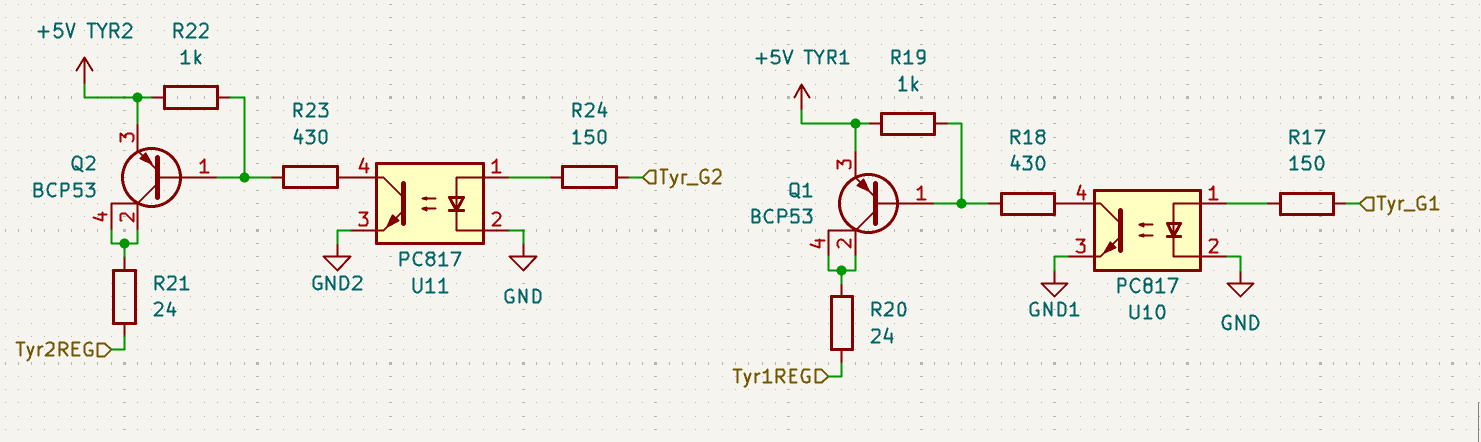 +5V TYR2
R22
1k
R23
430
R24
150
3
Q2
BCP53
1
4
1
Tyr_G2
4
2
3
2
PC817
U11
GND2
GND
R21
24
Tyr2REG
+5V TYR1
R19
1k
R18
430
R17
150
3
Q1
BCP53
1
4
1
Tyr_G1
4
2
3
2
PC817
U10
GND1
GND
R20
24
Tyr1REG